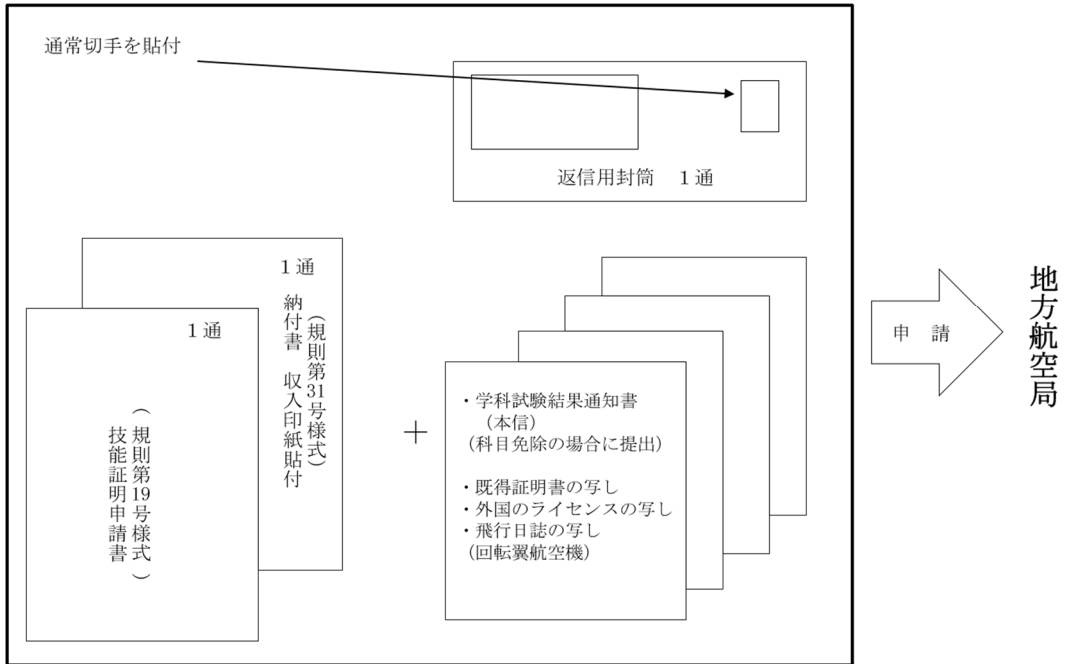 通常切手を貼付
返信用封筒　１通
１通
(規則第31号様式)
納付書　収入印紙貼付
１通
(規則第19号様式)
技能証明申請書
＋
・学科試験結果通知書
（本信）
(科目免除の場合に提出)
・既得証明書の写し
・外国のライセンスの写し
・飛行日誌の写し
(回転翼航空機)
申　請
地方航空局